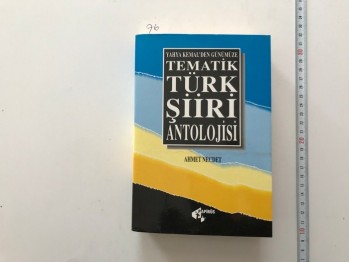 96
YAHYA KEMAL'DEN GÜNÜMÜZE
TEMATİK
TÜRK
ŞİİRİ
ANTOLOJİSİ
AHMET NECDET